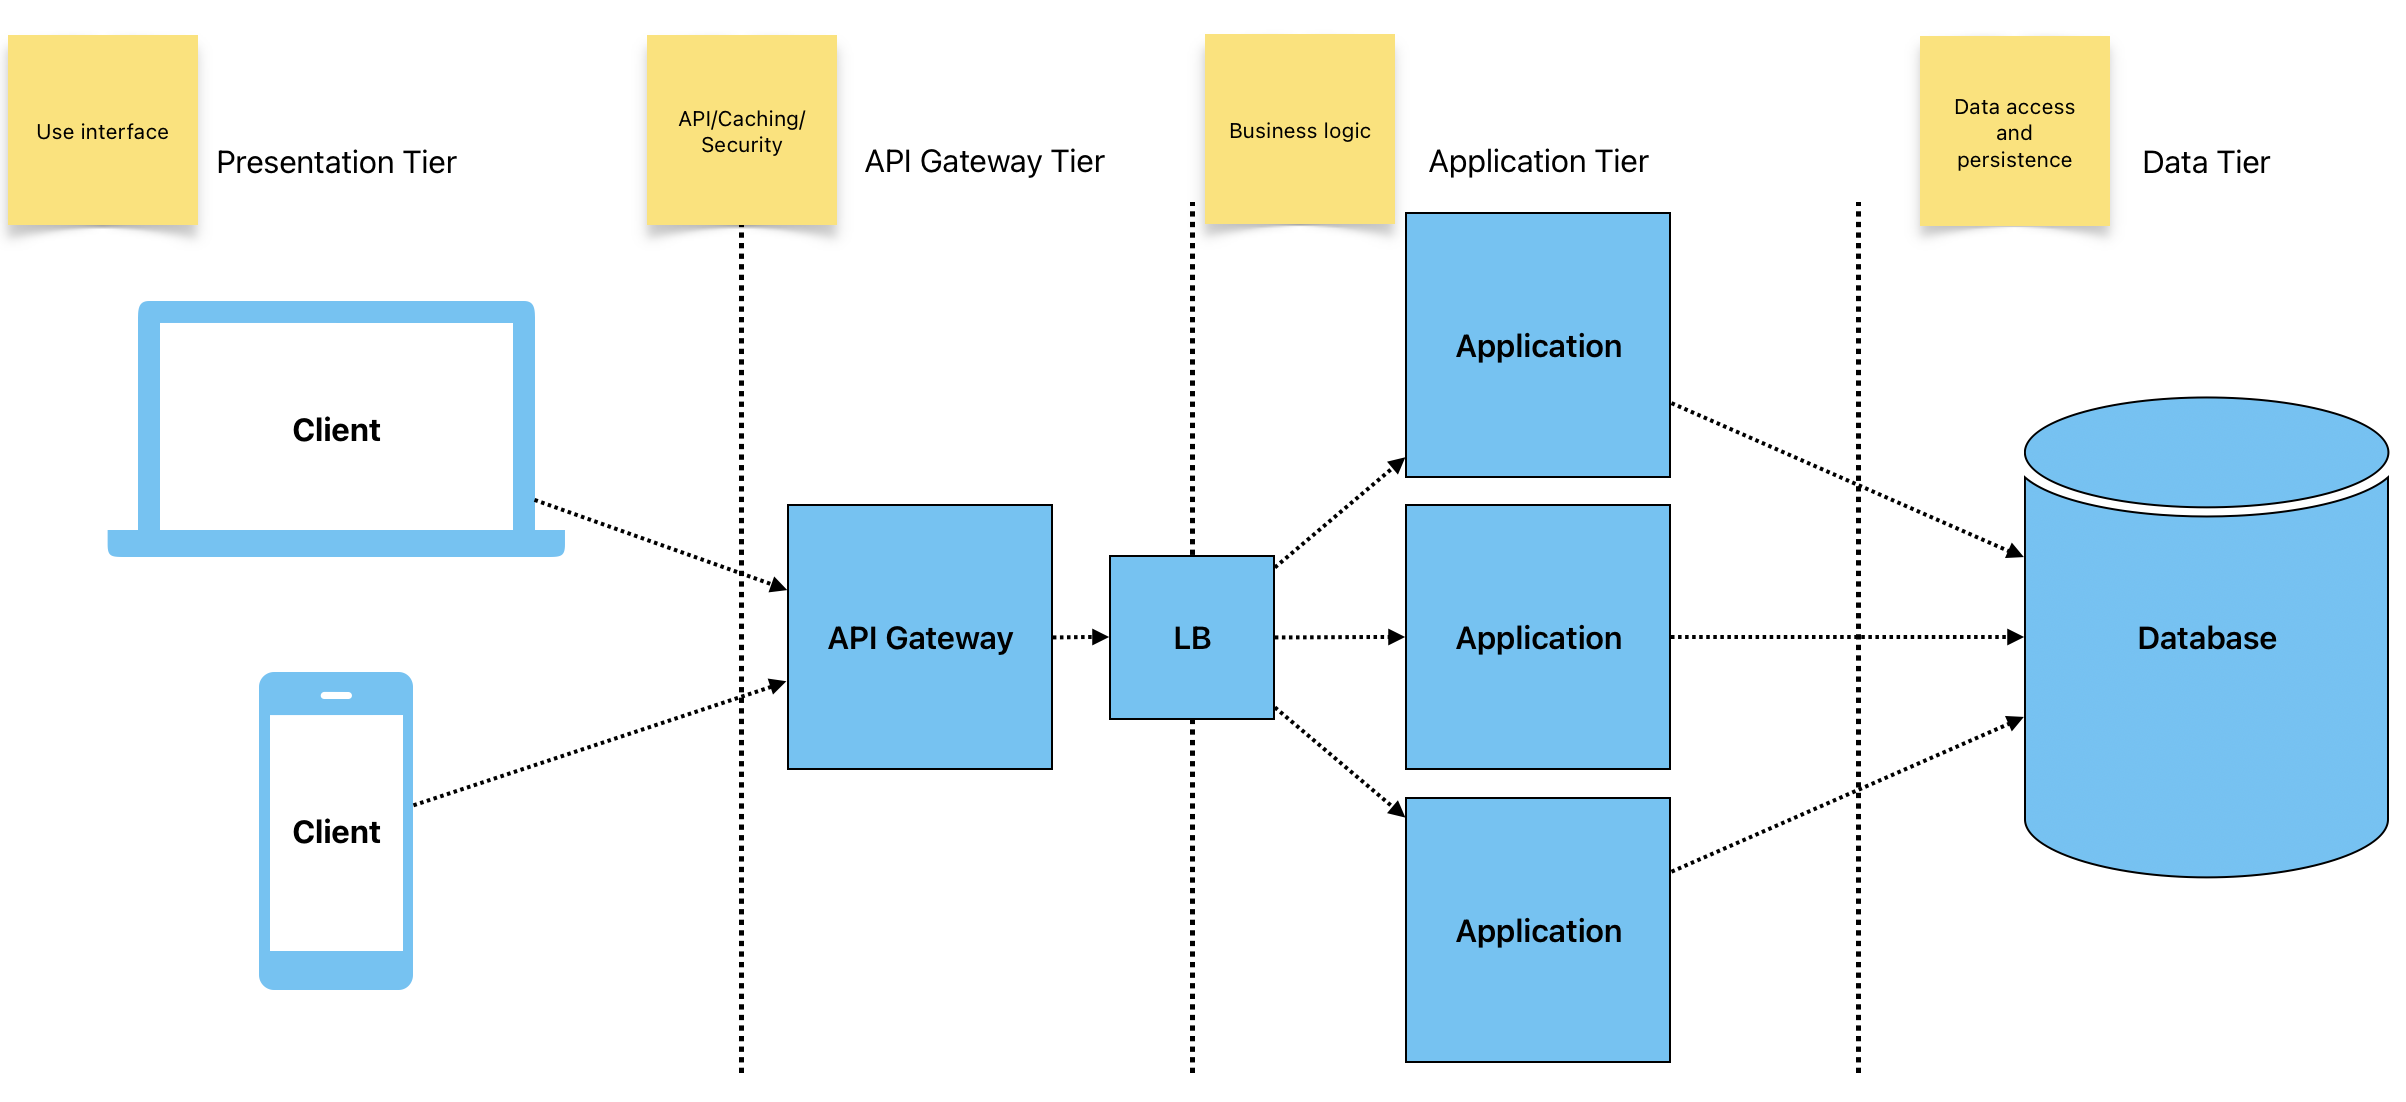 Use interface
Presentation Tier
API/Caching/
Security
API Gateway Tier
Business logic
Application Tier
Data access
and
persistence
Data Tier
Client
Client
API Gateway
LB
Application
Application
Application
Database